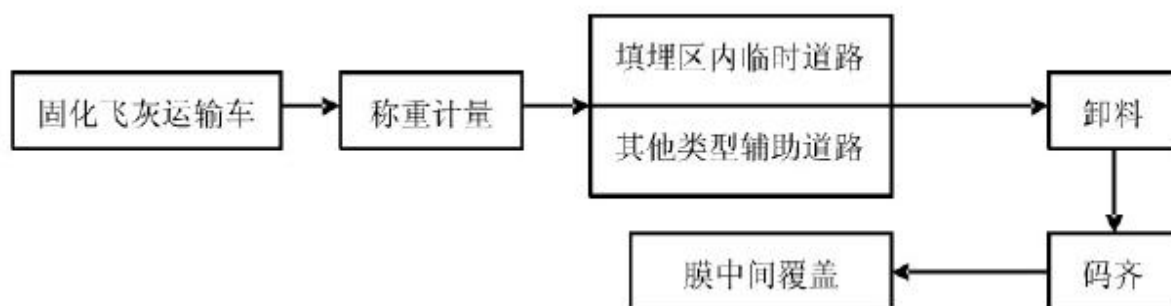 固化飞灰运输车
称重计量
填埋区内临时道路
其他类型辅助道路
卸料
码齐
膜中间覆盖